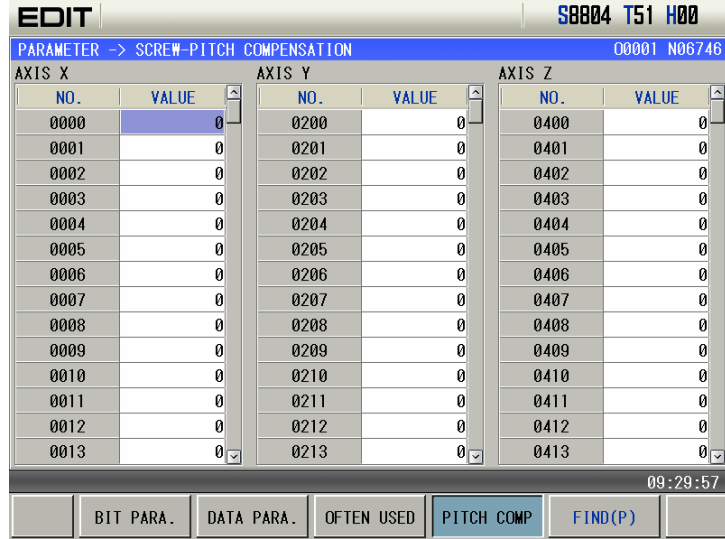 EDIT S8804 T51 H00
PARAMETER -> SCREW-PITCH COMPENSATION O0001 N06746
AXIS X AXIS Y AXIS Z
NO. VALUE NO. VALUE NO. VALUE
0000 0 0200 0 0400 0
0001 0 0201 0 0401 0
0002 0 0202 0 0402 0
0003 0 0203 0 0403 0
0004 0 0204 0 0404 0
0005 0 0205 0 0405 0
0006 0 0206 0 0406 0
0007 0 0207 0 0407 0
0008 0 0208 0 0408 0
0009 0 0209 0 0409 0
0010 0 0210 0 0410 0
0011 0 0211 0 0411 0
0012 0 0212 0 0412 0
0013 0 0213 0 0413 0
09:29:57
BIT PARA. DATA PARA. OFTEN USED PITCH COMP FIND(P)